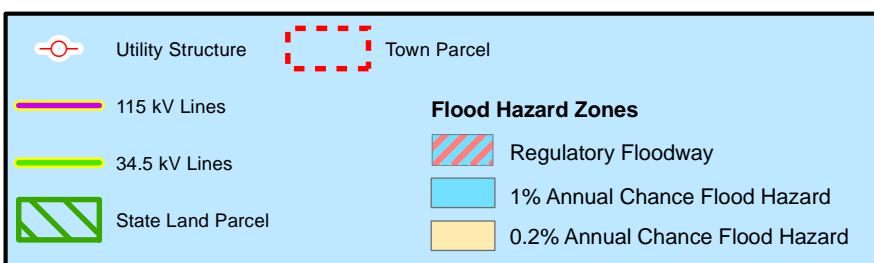 Utility Structure
Town Parcel
115 kV Lines
34.5 kV Lines
State Land Parcel
Flood Hazard Zones
Regulatory Floodway
1% Annual Chance Flood Hazard
0.2% Annual Chance Flood Hazard